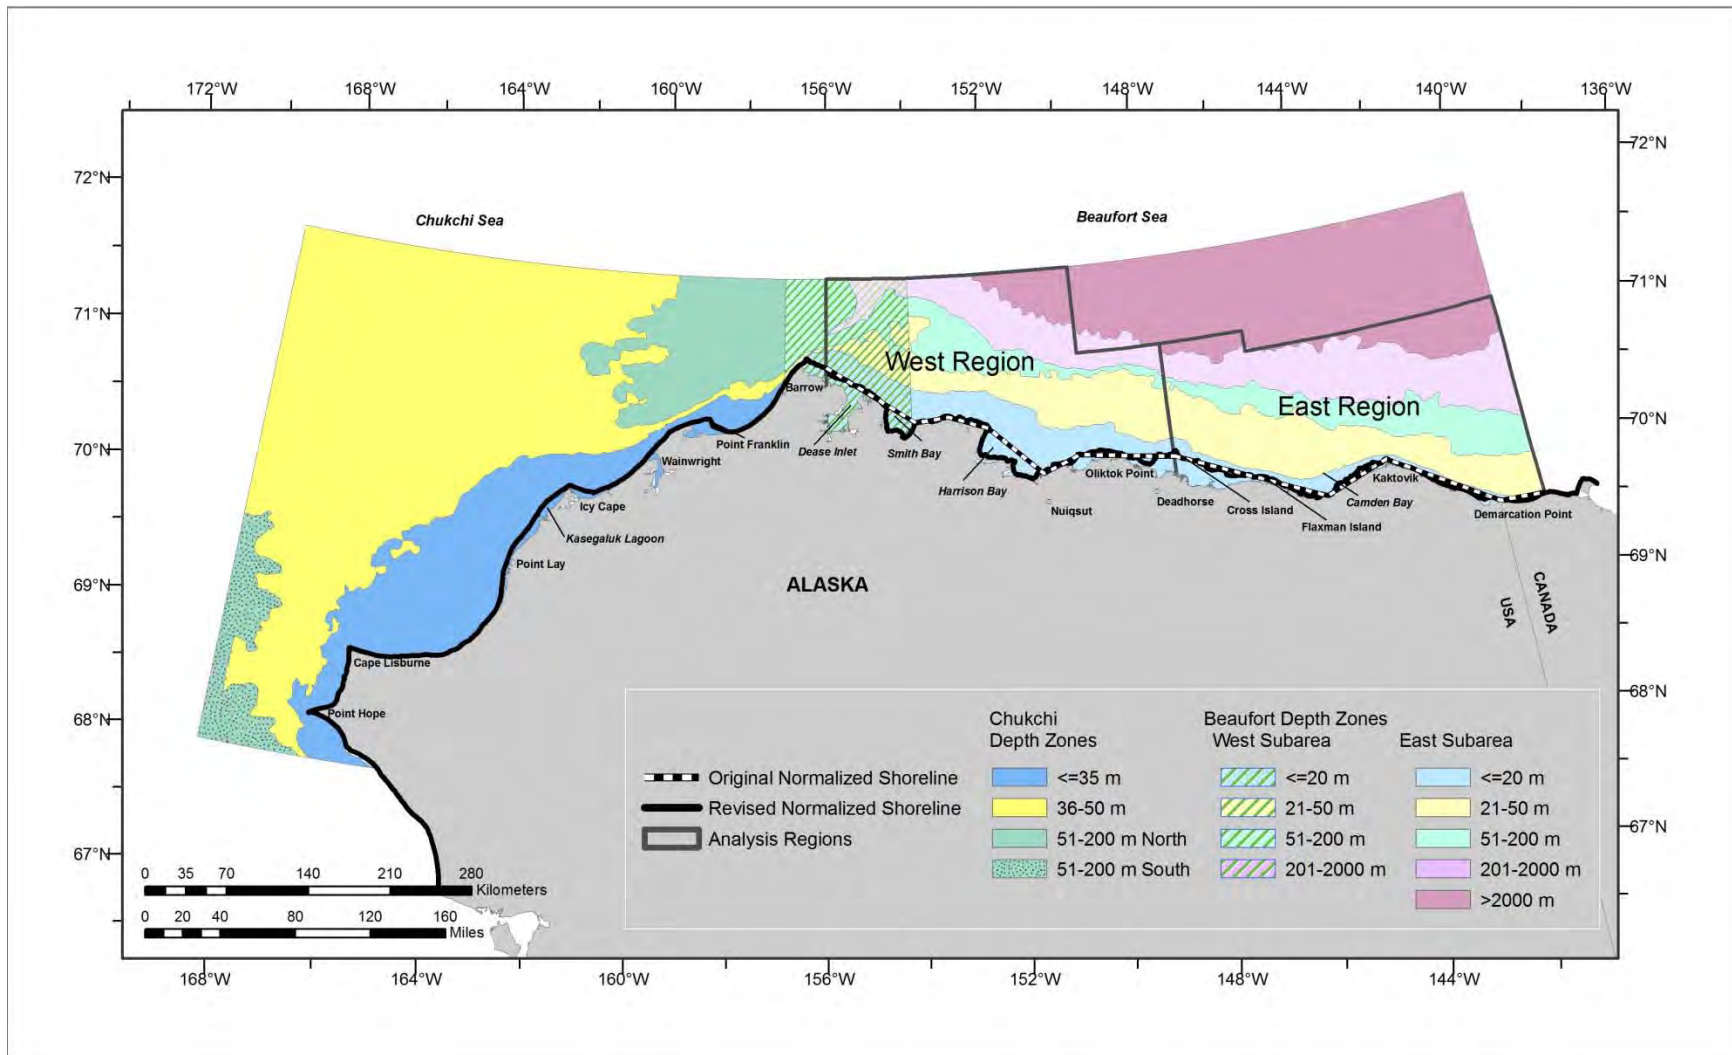 172°W 168°W 164°W 160°W 156°W 152°W 148°W 144°W 140°W 136°W
72°N
72°N
Chukchi Sea
Beaufort Sea
71°N
71°N
West Region
East Region
70°N
70°N
Barrow
Point Franklin
Dease Inlet
Smith Bay
Wainwright
Harrison Bay
Oliktok Point
Kaktovik
Icy Cape
Nuiqsut
Deadhorse
Cross Island
Camden Bay
Flaxman Island
Demarcation Point
Kasegaluk Lagoon
Point Lay
69°N
69°N
ALASKA
USA
CANADA
Cape Lisburne
Point Hope
68°N
68°N
67°N
67°N
Chukchi
Depth Zones
<=35 m
36-50 m
51-200 m North
51-200 m South
Beaufort Depth Zones
West Subarea
<=20 m
21-50 m
51-200 m
201-2000 m
East Subarea
<=20 m
21-50 m
51-200 m
201-2000 m
>2000 m
Original Normalized Shoreline
Revised Normalized Shoreline
Analysis Regions
0 35 70 140 210 280
Kilometers
0 20 40 80 120 160
Miles
168°W 164°W 160°W 156°W 152°W 148°W 144°W